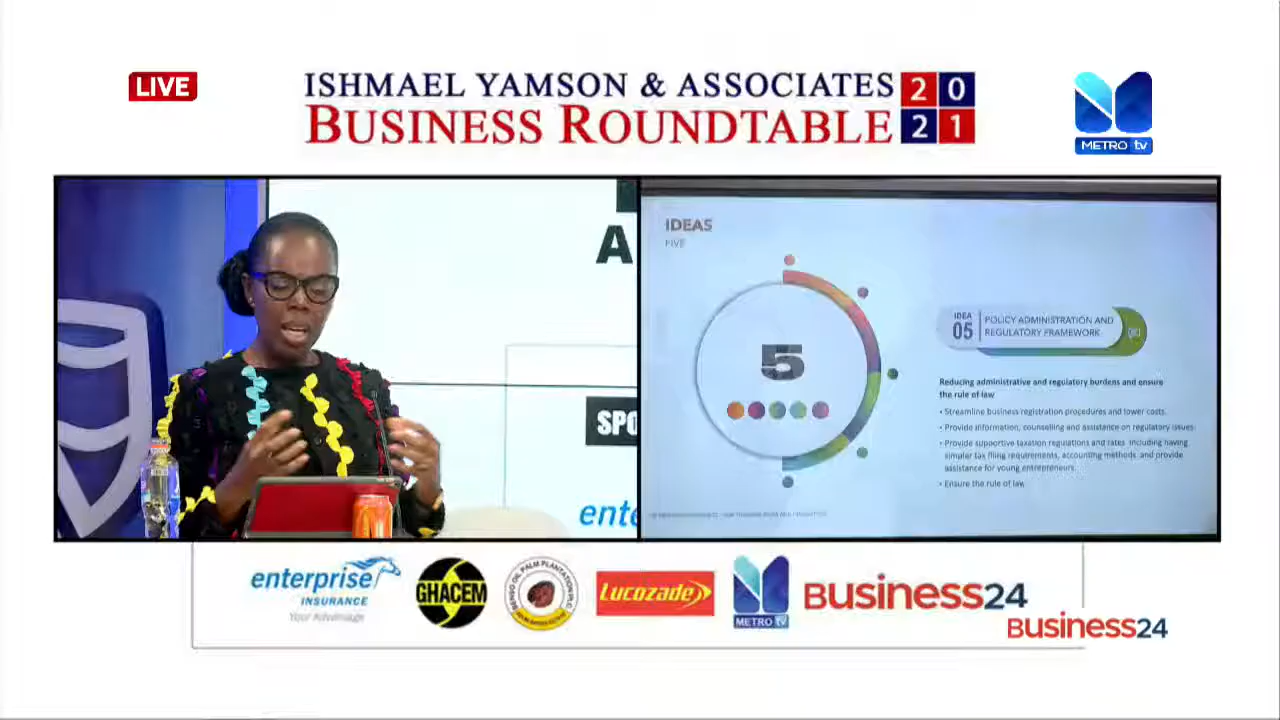 LIVE
ISHMAEL YAMSON & ASSOCIATES
BUSINESS ROUNDTABLE
20
21
METRO tv
A
SPO
ente
IDEAS
FIVE
5
IDEA
05
POLICY ADMINISTRATION AND
REGULATORY FRAMEWORK
Reducing administrative and regulatory burdens and ensure
the rule of law
• Streamline business registration procedures and lower costs.
• Provide information, counselling and assistance on regulatory issues.
• Provide supportive taxation regulations and rates including having
simpler tax filing requirements, accounting methods, and provide
assistance for young entrepreneurs.
• Ensure the rule of law
enterprise
INSURANCE
Your Advantage
GHACEM
BENSO OIL PALM PLANTATION
Lucozade
METRO tv
BUSINESS24
BUSINESS24